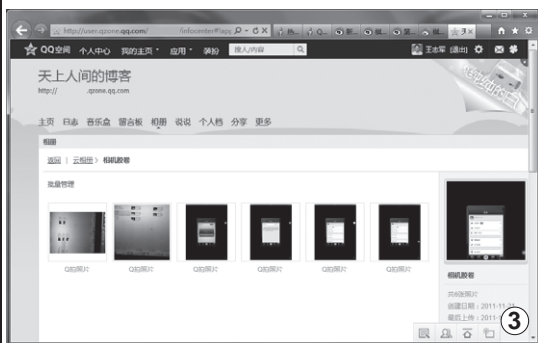 http://user.qzone.qq.com/ /infocenter#!app
QQ空间 个人中心 我的主页 应用 装扮 搜人/内容 王志军 [退出]
天上人间的博客
http:// .qzone.qq.com
主页 日志 音乐盒 留言板 相册 说说 个人档 分享 更多
相册
返回 | 云相册 > 相机胶卷
批量管理
Q拍照片 Q拍照片 Q拍照片 Q拍照片 Q拍照片 Q拍照片
相机胶卷
共6张照片
创建日期：2011-11-21
最后上传：2011-1
③